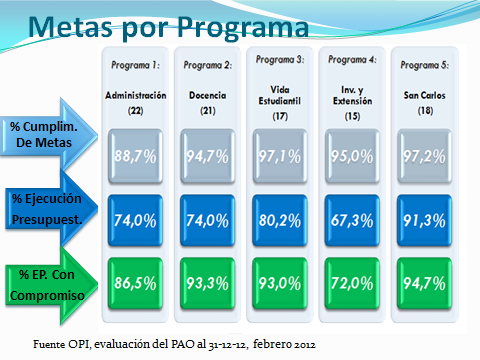 Metas por Programa
Programa 1: Programa 2: Programa 3: Programa 4: Programa 5:
Administración (22) Docencia (21) Vida Estudiantil (17) Inv. y Extensión (15) San Carlos (18)
% Cumplim. De Metas 88,7% 94,7% 97,1% 95,0% 97,2%
% Ejecución Presupuest. 74,0% 74,0% 80,2% 67,3% 91,3%
% EP. Con Compromiso 86,5% 93,3% 93,0% 72,0% 94,7%
Fuente OPI, evaluación del PAO al 31-12-12, febrero 2012